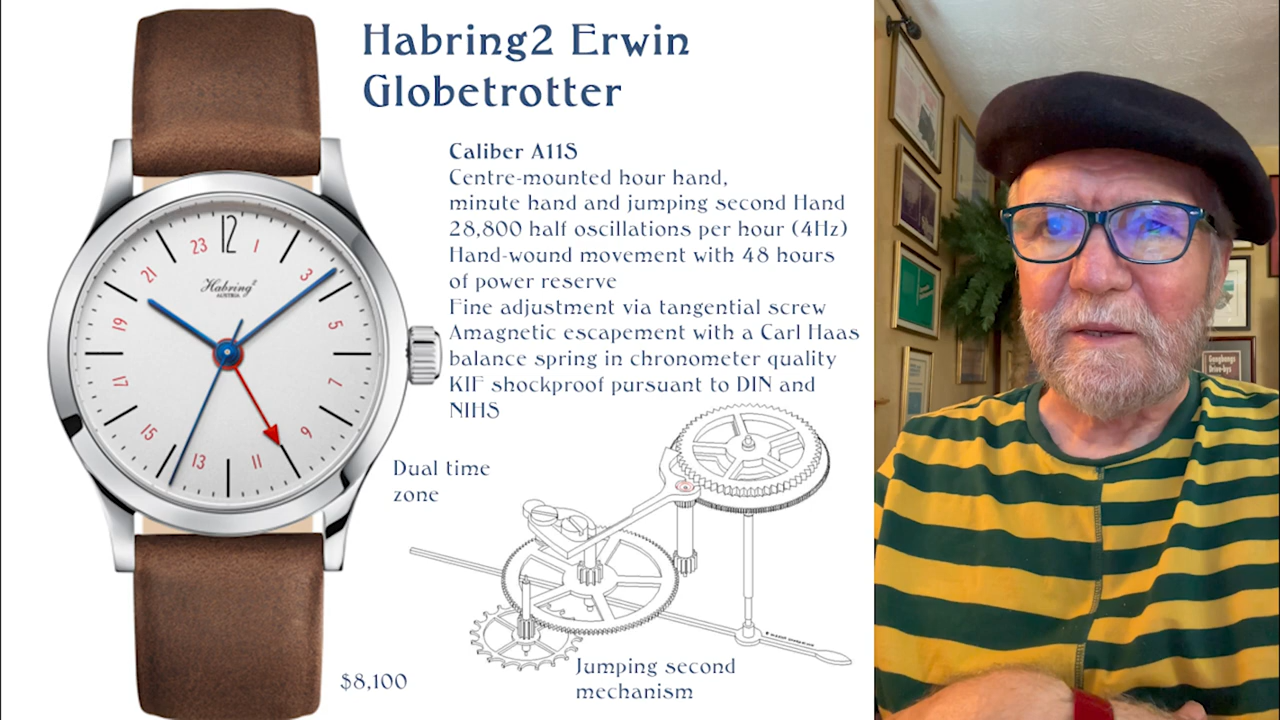 Habring2 Erwin
Globetrotter
Caliber A11S
Centre-mounted hour hand,
minute hand and jumping second Hand
28,800 half oscillations per hour (4Hz)
Hand-wound movement with 48 hours
of power reserve
Fine adjustment via tangential screw
Amagnetic escapement with a Carl Haas
balance spring in chronometer quality
KIF shockproof pursuant to DIN and
NIHS
Dual time
zone
Jumping second
mechanism
$8,100
12
1
3
5
7
9
11
13
15
17
19
21
23
Habring²
AUSTRIA